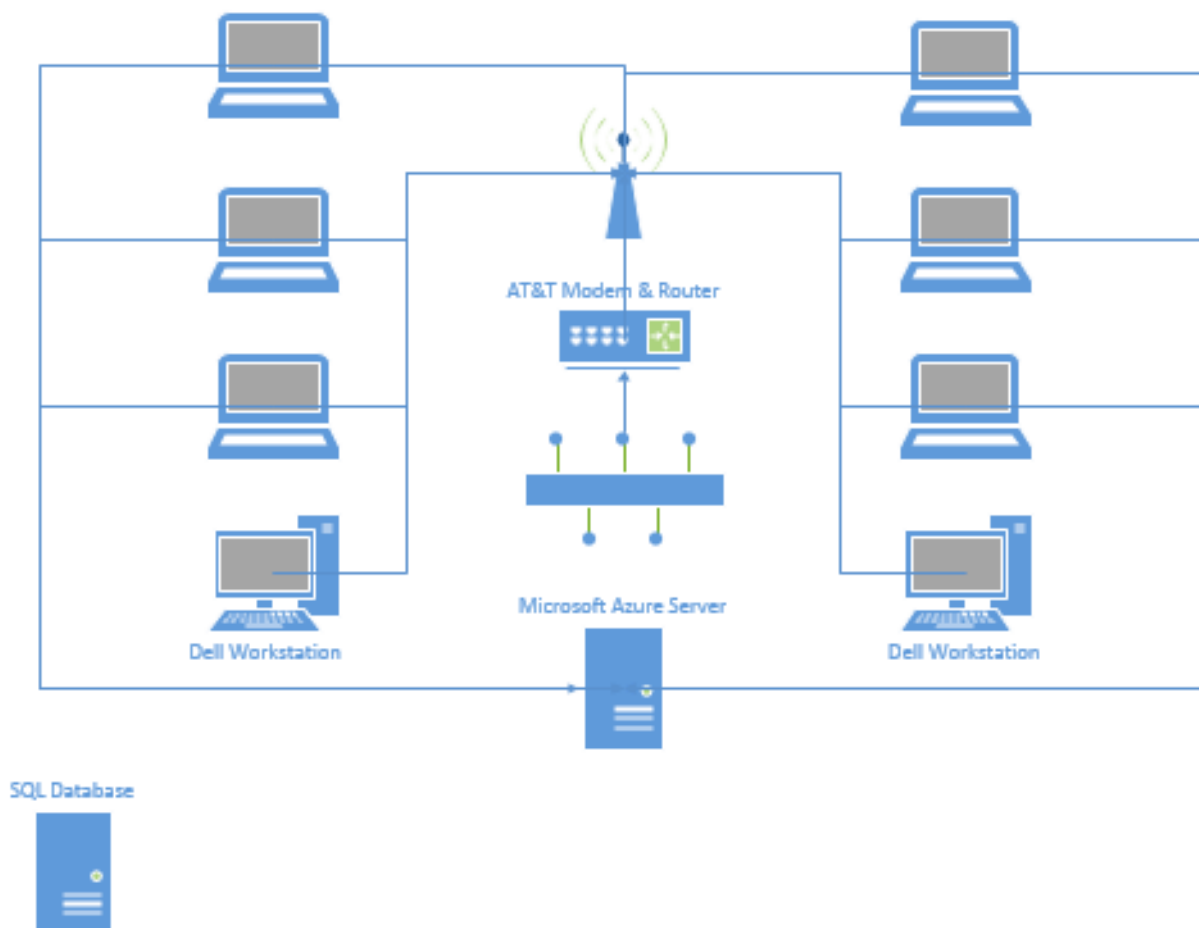 AT&T Modem & Router
Microsoft Azure Server
Dell Workstation
Dell Workstation
SQL Database